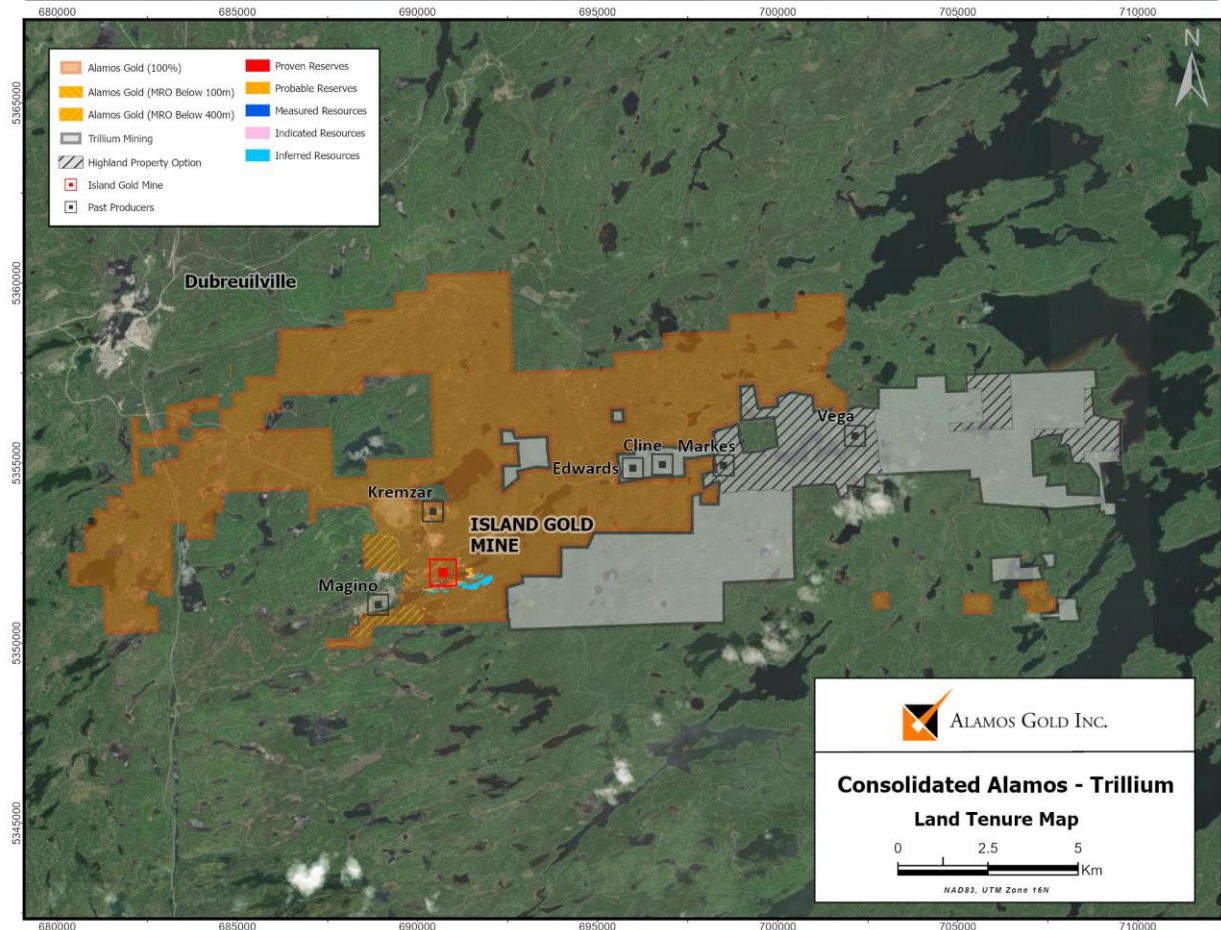 680000 685000 690000 695000 700000 705000 710000
5365000
5360000
5355000
5350000
5345000
Alamos Gold (100%)
Alamos Gold (MRO Below 100m)
Alamos Gold (MRO Below 400m)
Trillium Mining
Highland Property Option
Island Gold Mine
Past Producers
Proven Reserves
Probable Reserves
Measured Resources
Indicated Resources
Inferred Resources
N
Dubreuilville
Vega
Cline
Markes
Edwards
Kremzar
ISLAND GOLD
MINE
Magino
ALAMOS GOLD INC.
Consolidated Alamos - Trillium
Land Tenure Map
0 2.5 5
Km
NAD83, UTM Zone 16N
680000 685000 690000 695000 700000 705000 710000